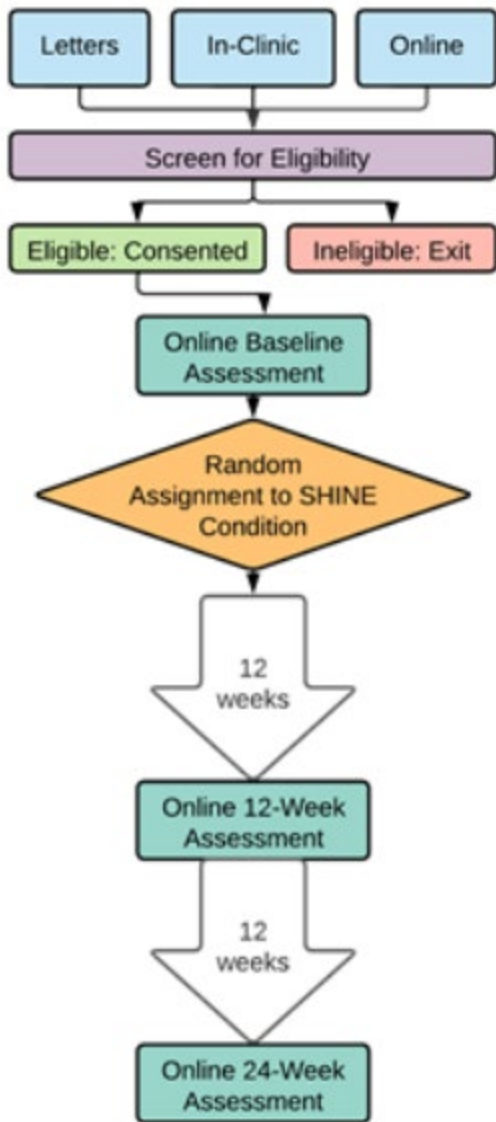 Letters
In-Clinic
Online
Screen for Eligibility
Eligible: Consented
Ineligible: Exit
Online Baseline
Assessment
Random
Assignment to SHINE
Condition
12
weeks
Online 12-Week
Assessment
12
weeks
Online 24-Week
Assessment